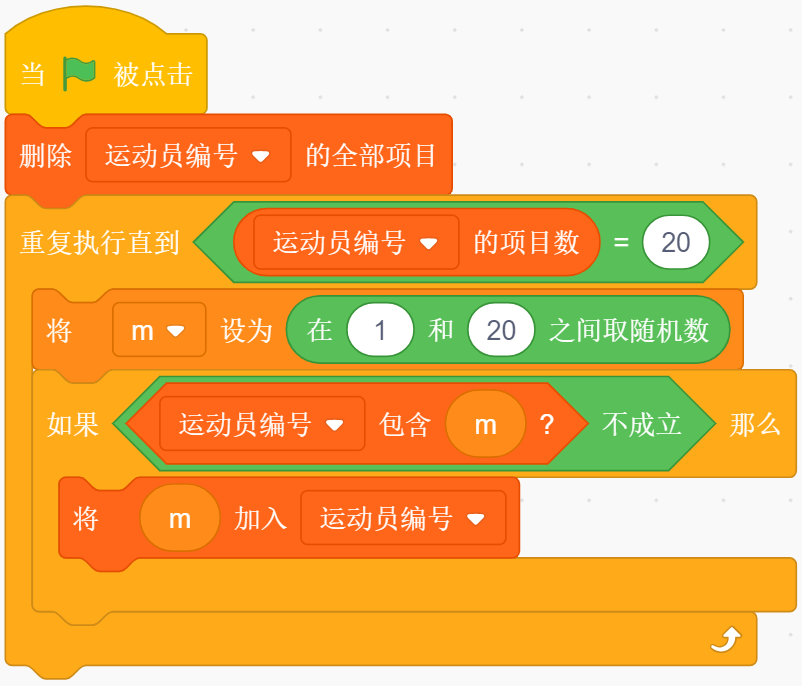 当 被点击
删除 运动员编号 的全部项目
重复执行直到 运动员编号 的项目数 = 20
将 m 设为 在 1 和 20 之间取随机数
如果 运动员编号 包含 m ? 不成立 那么
将 m 加入 运动员编号